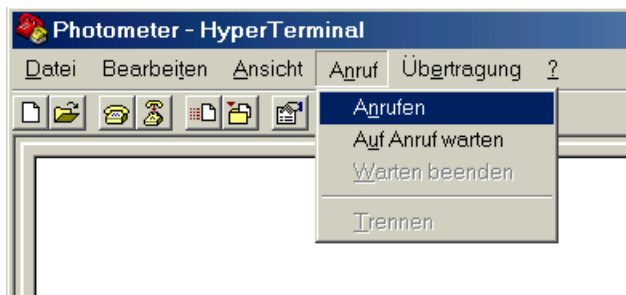 Photometer - HyperTerminal
Datei Bearbeiten Ansicht Anruf Übertragung ?
Anrufen
Auf Anruf warten
Warten beenden
Trennen